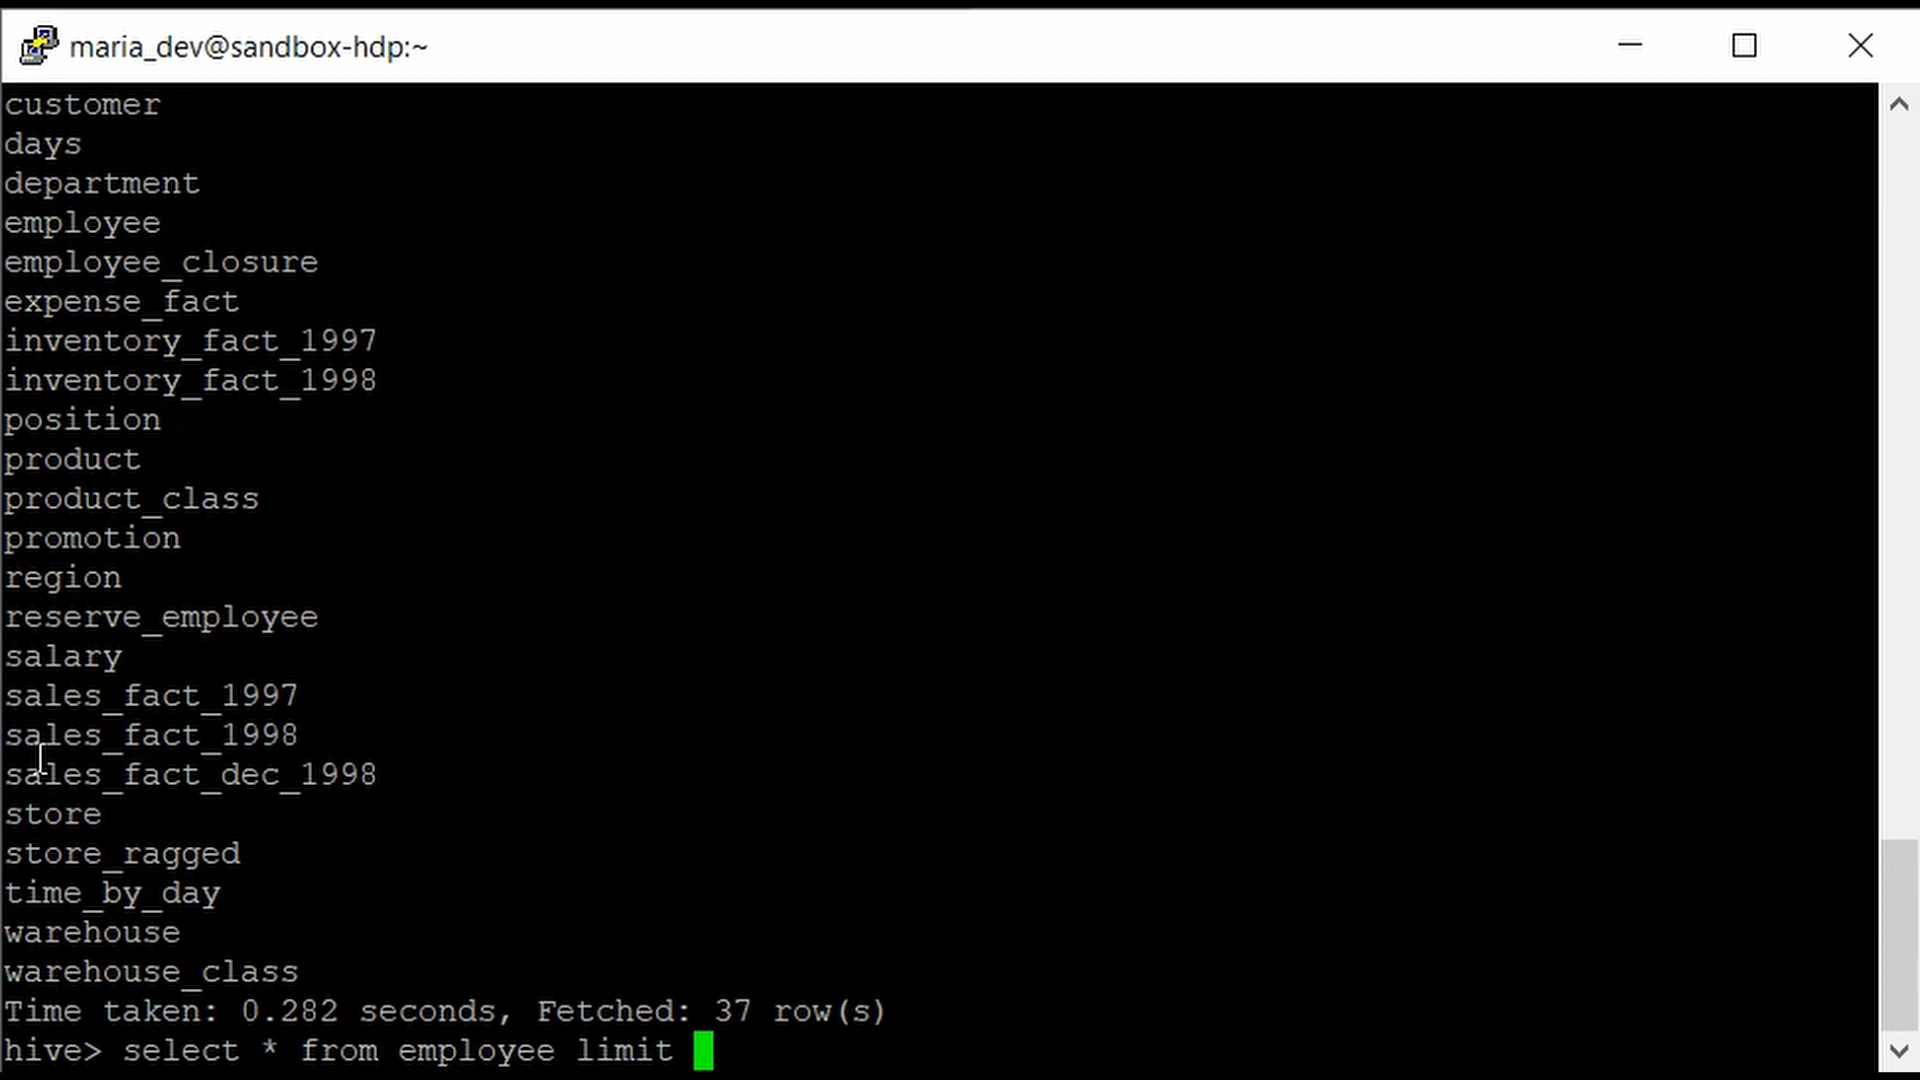 maria_dev@sandbox-hdp:~
customer
days
department
employee
employee_closure
expense_fact
inventory_fact_1997
inventory_fact_1998
position
product
product_class
promotion
region
reserve_employee
salary
sales_fact_1997
sales_fact_1998
sales_fact_dec_1998
store
store_ragged
time_by_day
warehouse
warehouse_class
Time taken: 0.282 seconds, Fetched: 37 row(s)
hive> select * from employee limit